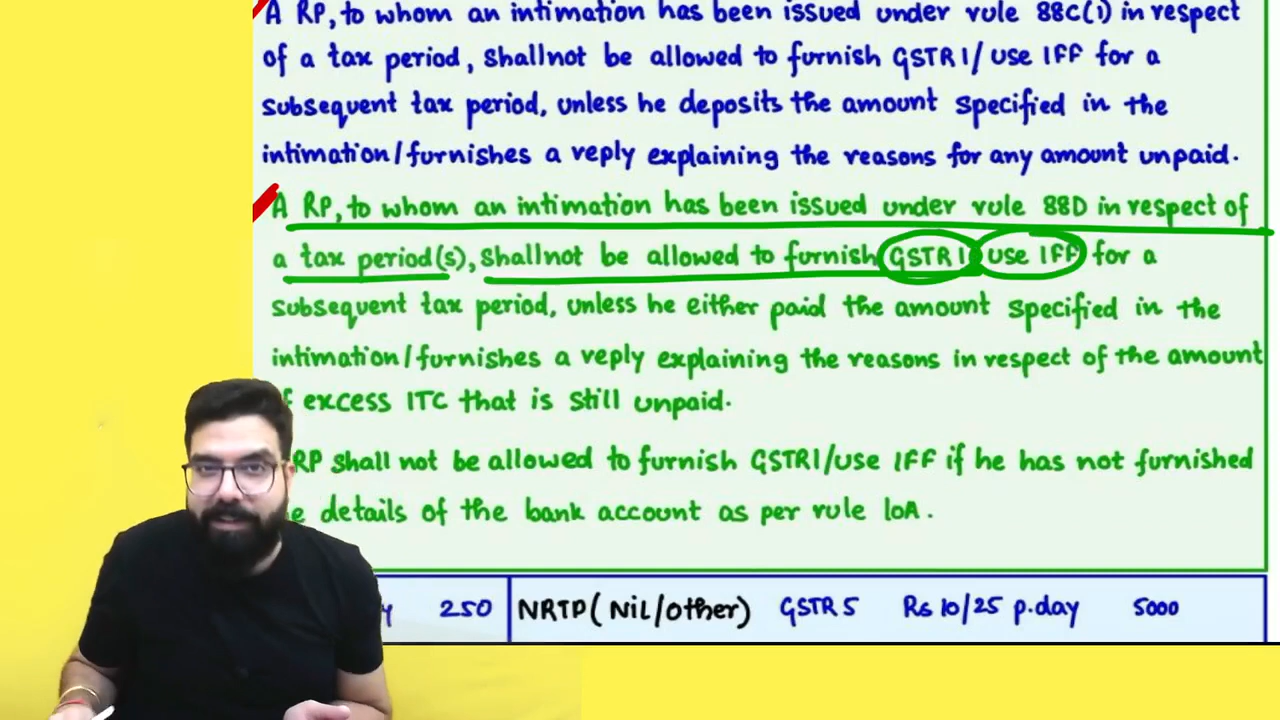 A RP, to whom an intimation has been issued under rule 88C(1) in respect
of a tax period, shall not be allowed to furnish GSTR1/use IFF for a
subsequent tax period, unless he deposits the amount specified in the
intimation/furnishes a reply explaining the reasons for any amount unpaid.
A RP, to whom an intimation has been issued under rule 88D in respect of
a tax period(s), shall not be allowed to furnish GSTR1 use IFF for a
subsequent tax period, unless he either paid the amount specified in the
intimation/furnishes a reply explaining the reasons in respect of the amount
excess ITC that is still unpaid.
RP shall not be allowed to furnish GSTR1/use IFF if he has not furnished
details of the bank account as per rule 10A.
250 NRTP (Nil/other) GSTR 5 Rs 10/25 p.day 5000